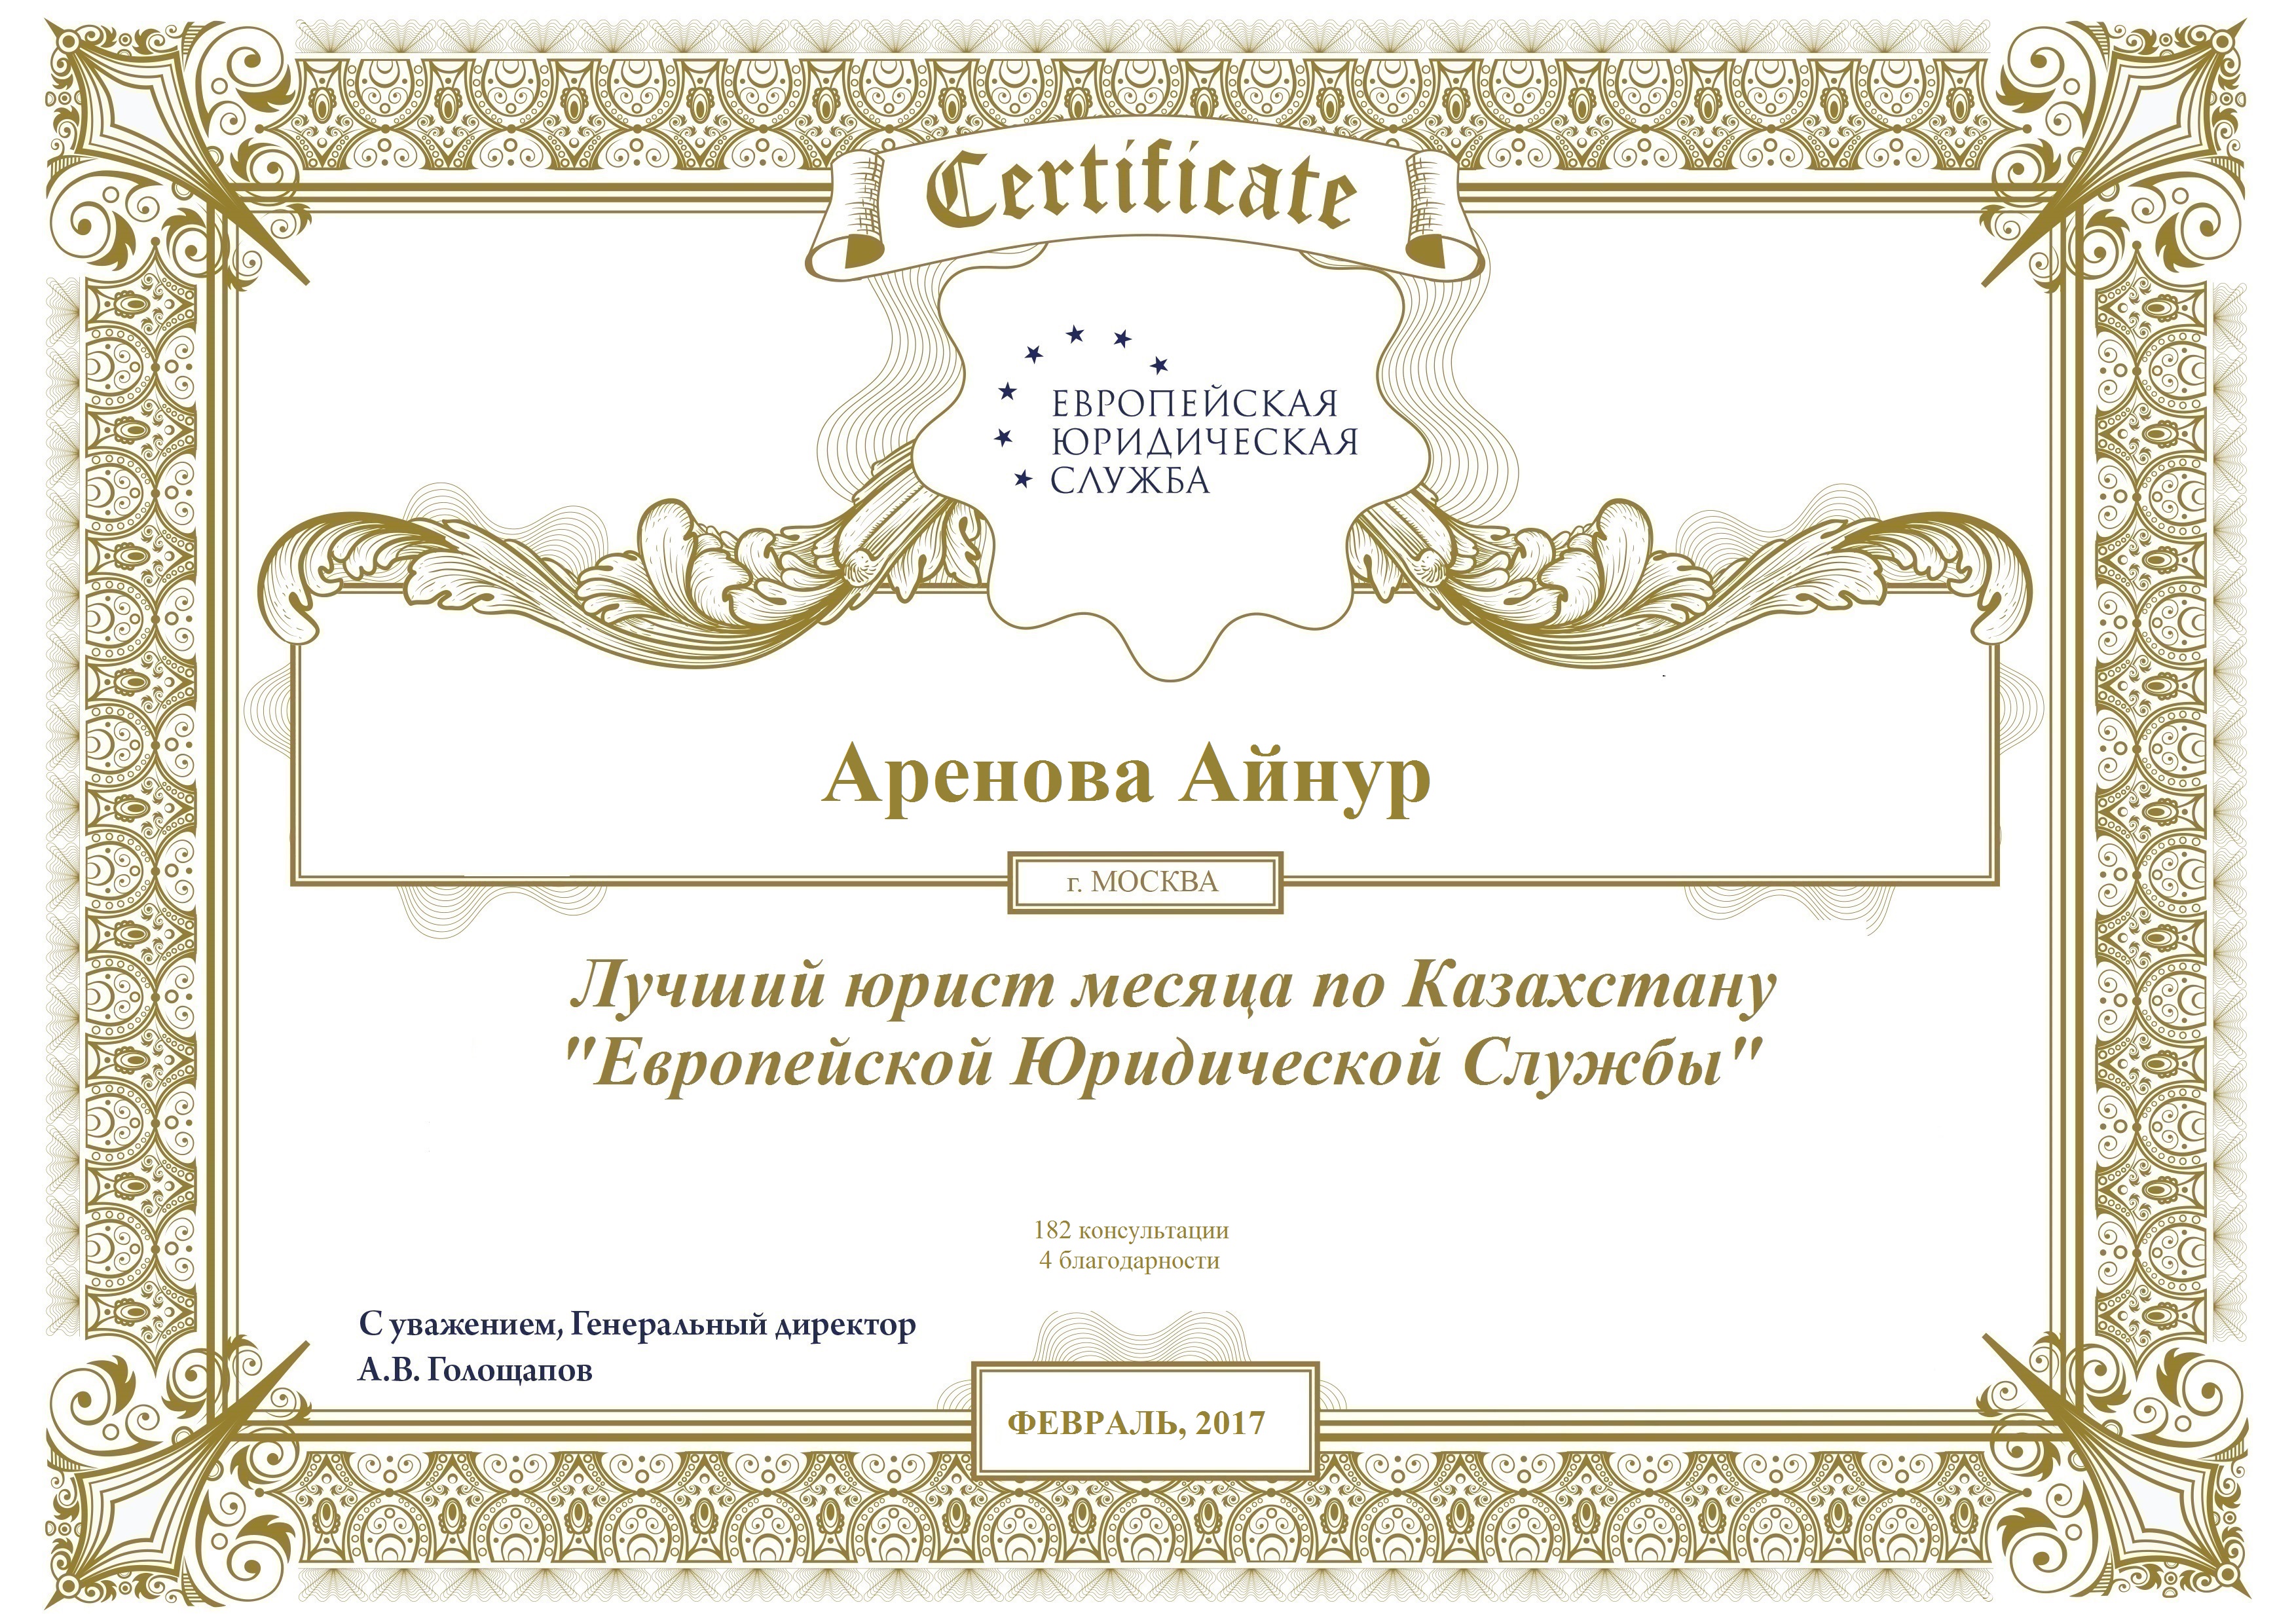 Certificate
ЕВРОПЕЙСКАЯ
ЮРИДИЧЕСКАЯ
СЛУЖБА
Аренова Айнур
г. МОСКВА
Лучший юрист месяца по Казахстану
"Европейской Юридической Службы"
182 консультации
4 благодарности
С уважением, Генеральный директор
А.В. Голощапов
ФЕВРАЛЬ, 2017